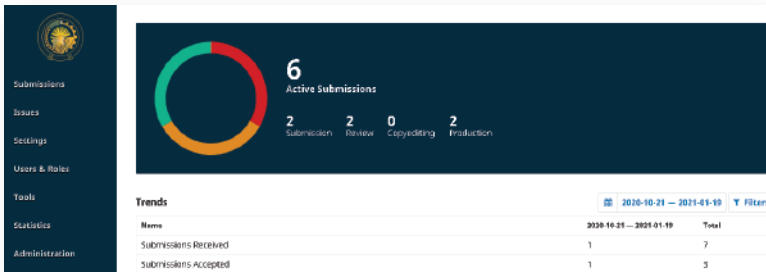 Submissions
Issues
Settings
Users & Roles
Tools
Statistics
Administration
6
Active Submissions
2 Submission
2 Review
0 Copyediting
2 Production
Trends
2020-10-21 — 2021-01-19
Filters
Name 2020-10-21 — 2021-01-19 Total
Submissions Received 1 7
Submissions Accepted 1